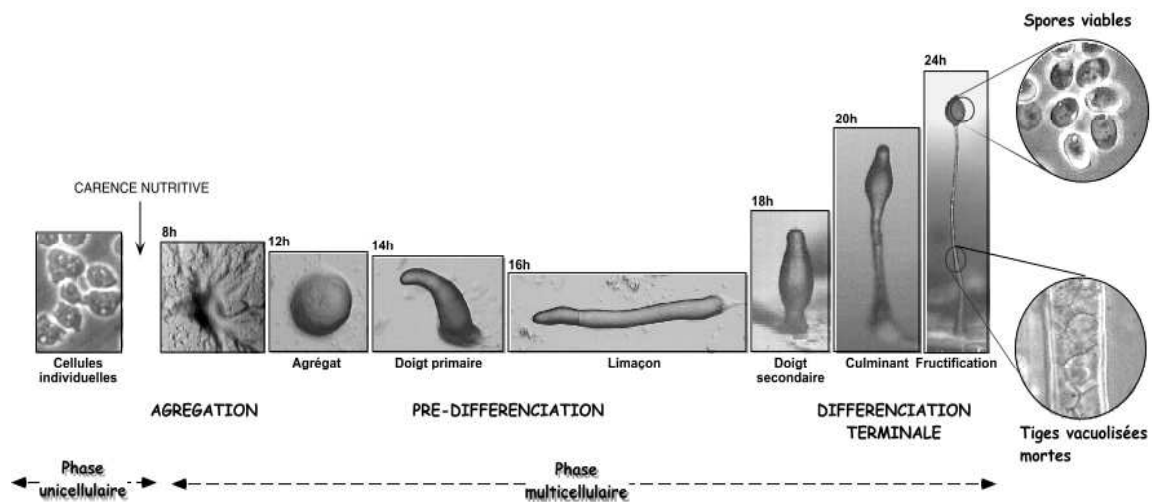 Spores viables
24h
20h
CARENCE NUTRITIVE
18h
8h
12h
14h
16h
Cellules
individuelles
Agrégat
Doigt primaire
Limaçon
Doigt
secondaire
Culminant
Fructification
AGREGATION
PRE-DIFFERENCIATION
DIFFERENCIATION
TERMINALE
Tiges vacuolisées
mortes
Phase
unicellulaire
Phase
multicellulaire